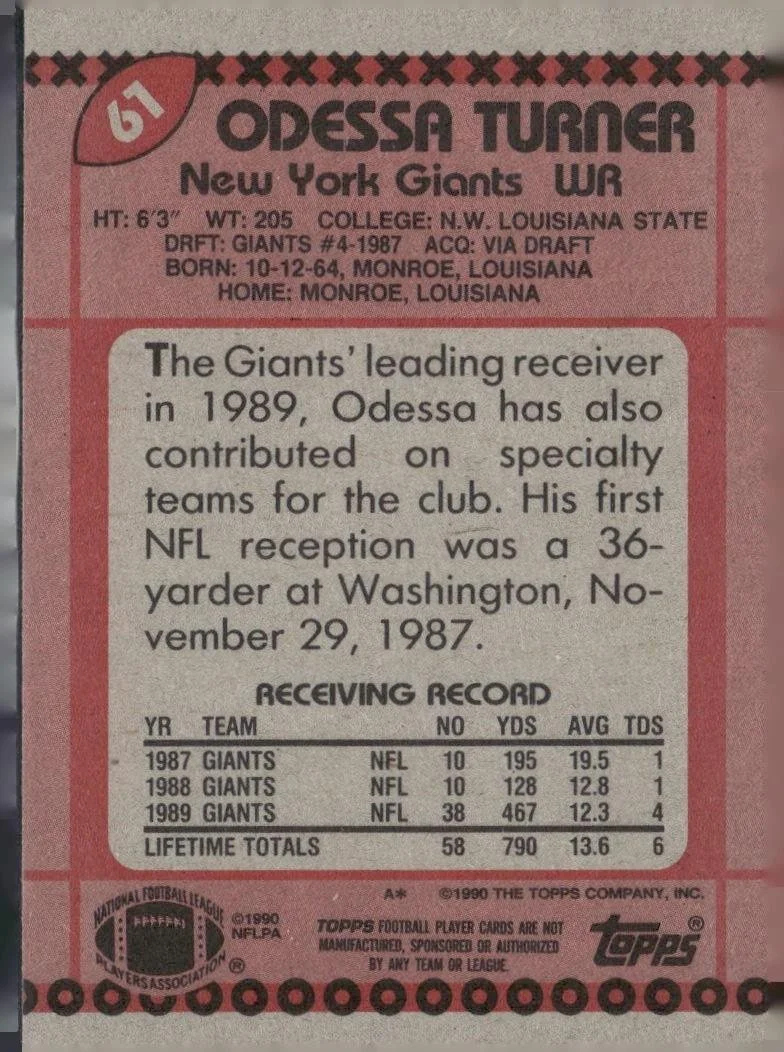 61
ODESSA TURNER
New York Giants WR
HT: 6'3" WT: 205 COLLEGE: N.W. LOUISIANA STATE
DRFT: GIANTS #4-1987 ACQ: VIA DRAFT
BORN: 10-12-64, MONROE, LOUISIANA
HOME: MONROE, LOUISIANA
The Giants' leading receiver
in 1989, Odessa has also
contributed on specialty
teams for the club. His first
NFL reception was a 36-
yarder at Washington, No-
vember 29, 1987.
RECEIVING RECORD
YR TEAM NO YDS AVG TDS
1987 GIANTS NFL 10 195 19.5 1
1988 GIANTS NFL 10 128 12.8 1
1989 GIANTS NFL 38 467 12.3 4
LIFETIME TOTALS 58 790 13.6 6
A* ©1990 THE TOPPS COMPANY, INC.
NATIONAL FOOTBALL LEAGUE
PLAYERS ASSOCIATION ®
©1990
NFLPA
TOPPS FOOTBALL PLAYER CARDS ARE NOT
MANUFACTURED, SPONSORED OR AUTHORIZED
BY ANY TEAM OR LEAGUE.
topps®